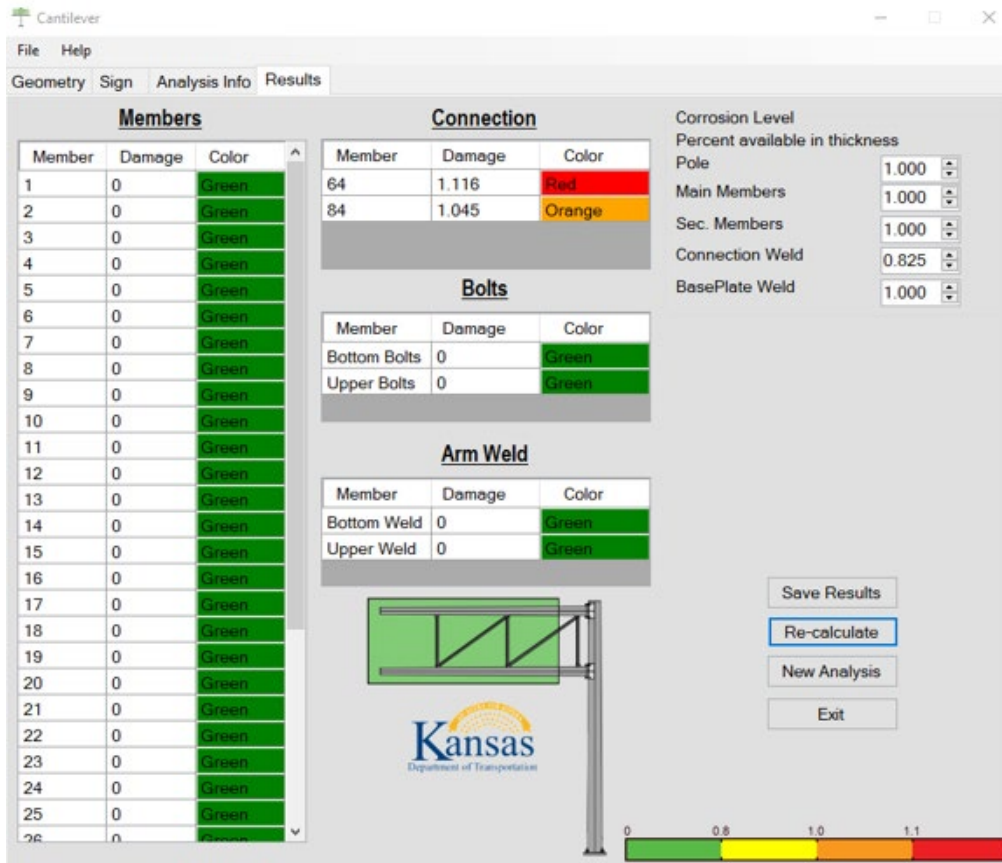 Cantilever
File Help
Geometry Sign Analysis Info Results
Members
Member Damage Color
1 0 Green
2 0 Green
3 0 Green
4 0 Green
5 0 Green
6 0 Green
7 0 Green
8 0 Green
9 0 Green
10 0 Green
11 0 Green
12 0 Green
13 0 Green
14 0 Green
15 0 Green
16 0 Green
17 0 Green
18 0 Green
19 0 Green
20 0 Green
21 0 Green
22 0 Green
23 0 Green
24 0 Green
25 0 Green
26 0 Green
Connection
Member Damage Color
64 1.116 Red
84 1.045 Orange
Bolts
Member Damage Color
Bottom Bolts 0 Green
Upper Bolts 0 Green
Arm Weld
Member Damage Color
Bottom Weld 0 Green
Upper Weld 0 Green
Kansas
Department of Transportation
Corrosion Level
Percent available in thickness
Pole 1.000
Main Members 1.000
Sec. Members 1.000
Connection Weld 0.825
BasePlate Weld 1.000
Save Results
Re-calculate
New Analysis
Exit
0 0.8 1.0 1.1